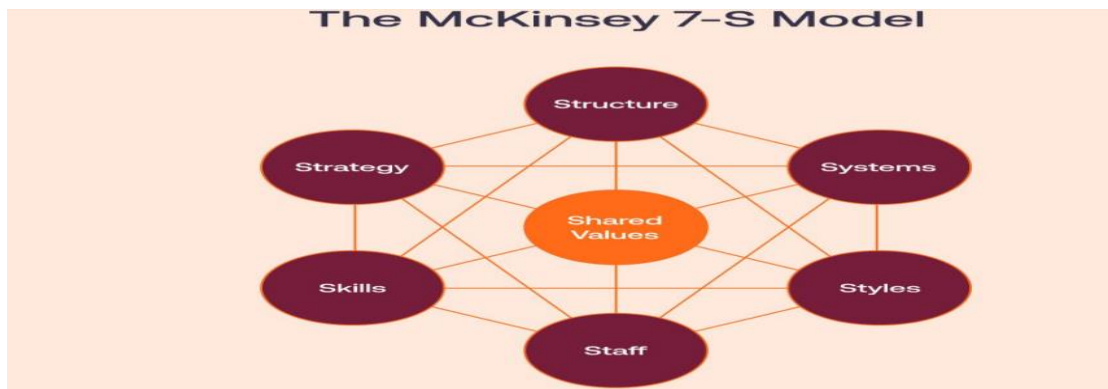 The McKinsey 7-S Model
Structure
Strategy
Systems
Shared
Values
Skills
Styles
Staff